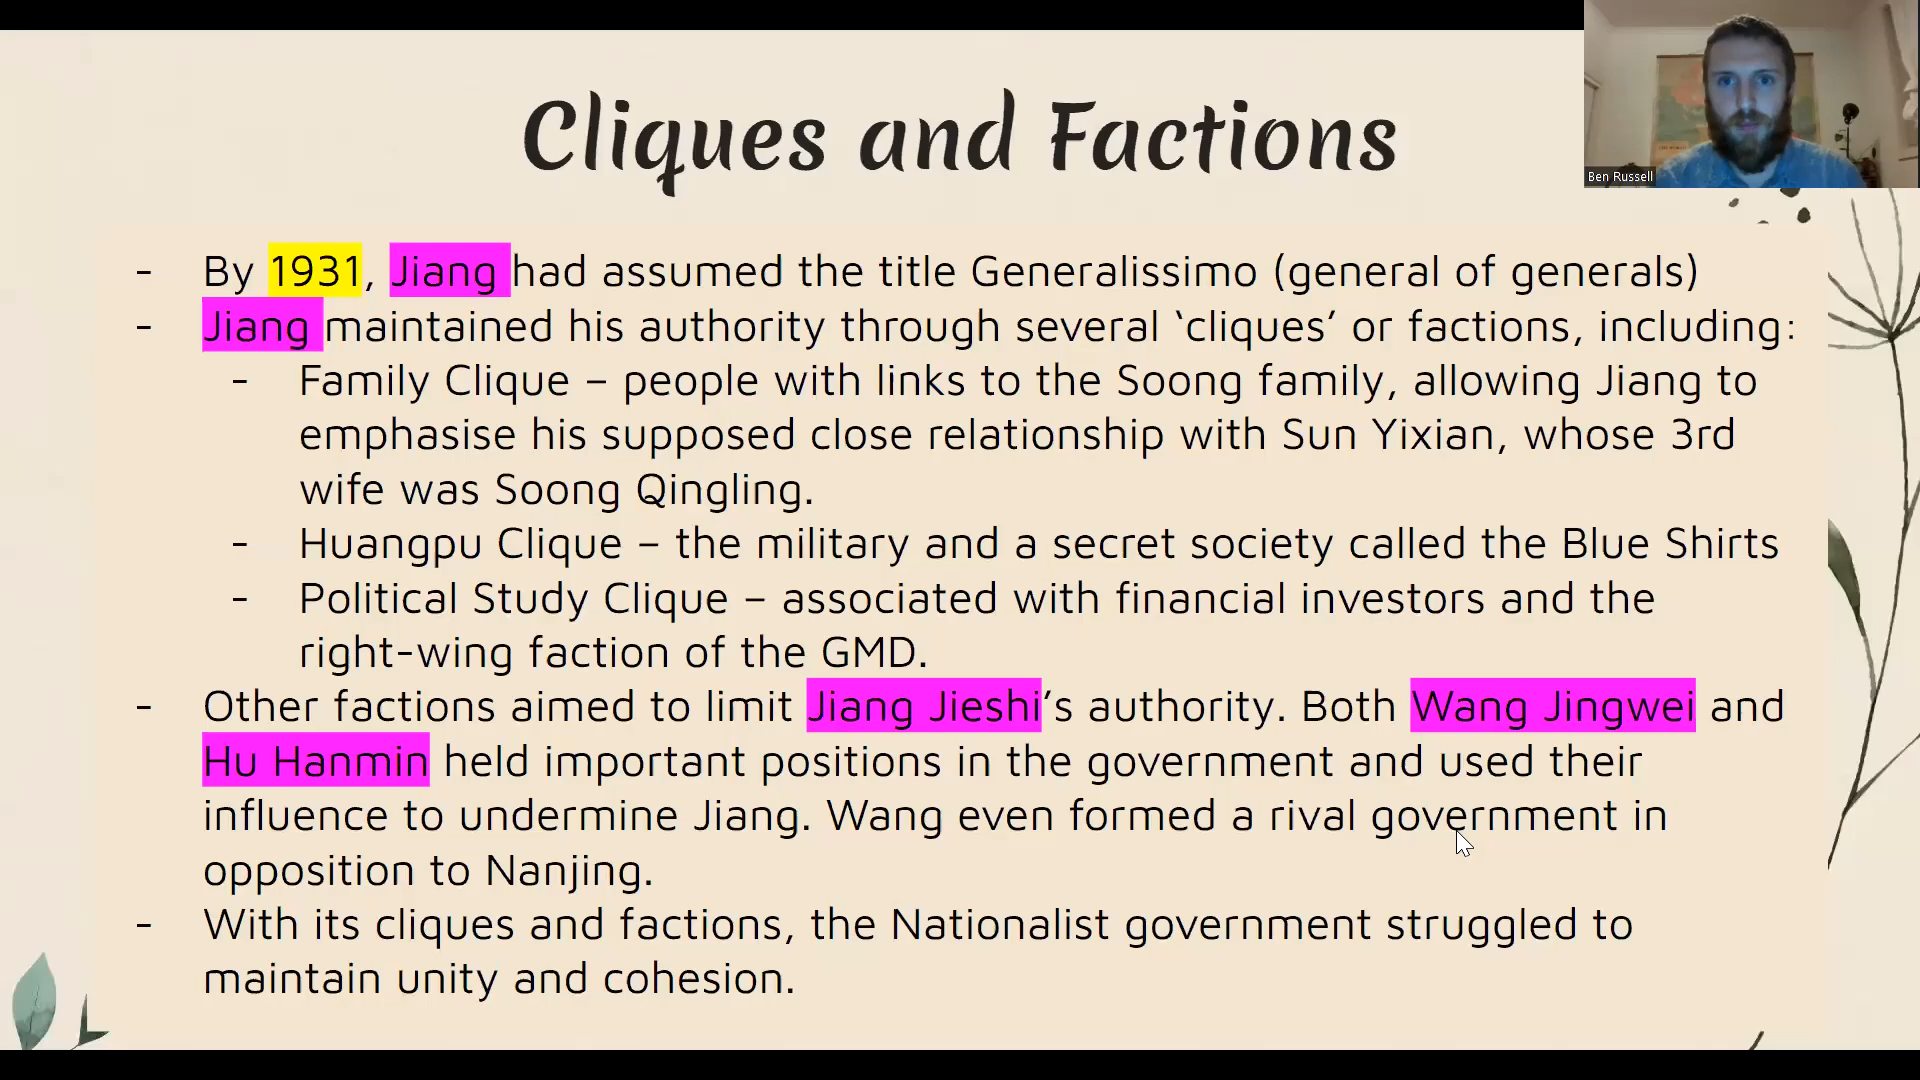 Cliques and Factions
Ben Russell
- By 1931, Jiang had assumed the title Generalissimo (general of generals)
- Jiang maintained his authority through several ‘cliques’ or factions, including:
- Family Clique – people with links to the Soong family, allowing Jiang to
emphasise his supposed close relationship with Sun Yixian, whose 3rd
wife was Soong Qingling.
- Huangpu Clique – the military and a secret society called the Blue Shirts
- Political Study Clique – associated with financial investors and the
right-wing faction of the GMD.
- Other factions aimed to limit Jiang Jieshi’s authority. Both Wang Jingwei and
Hu Hanmin held important positions in the government and used their
influence to undermine Jiang. Wang even formed a rival government in
opposition to Nanjing.
- With its cliques and factions, the Nationalist government struggled to
maintain unity and cohesion.